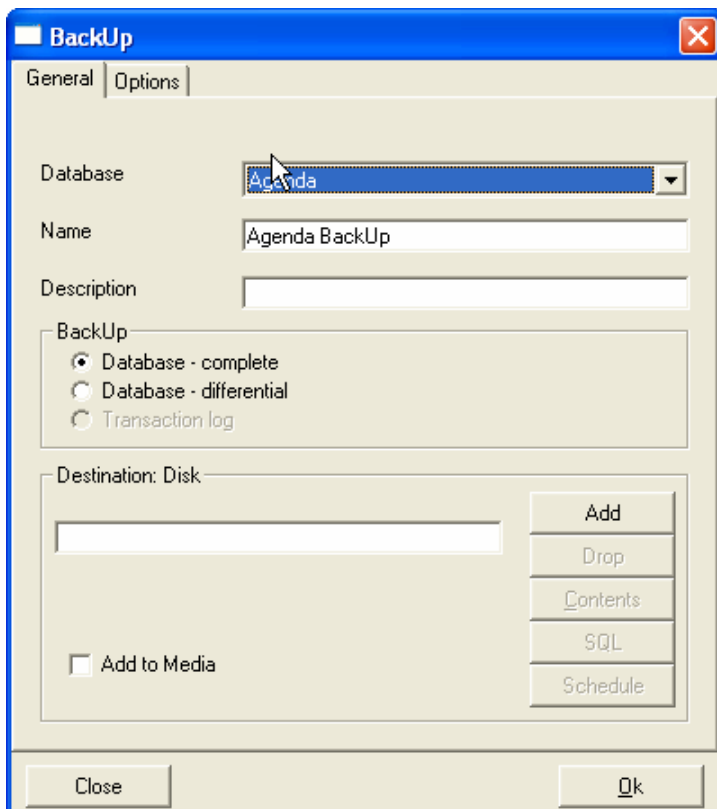 BackUp
General Options
Database Agenda
Name Agenda BackUp
Description
BackUp
Database - complete
Database - differential
Transaction log
Destination: Disk
Add
Drop
Contents
SQL
Add to Media
Schedule
Close Ok